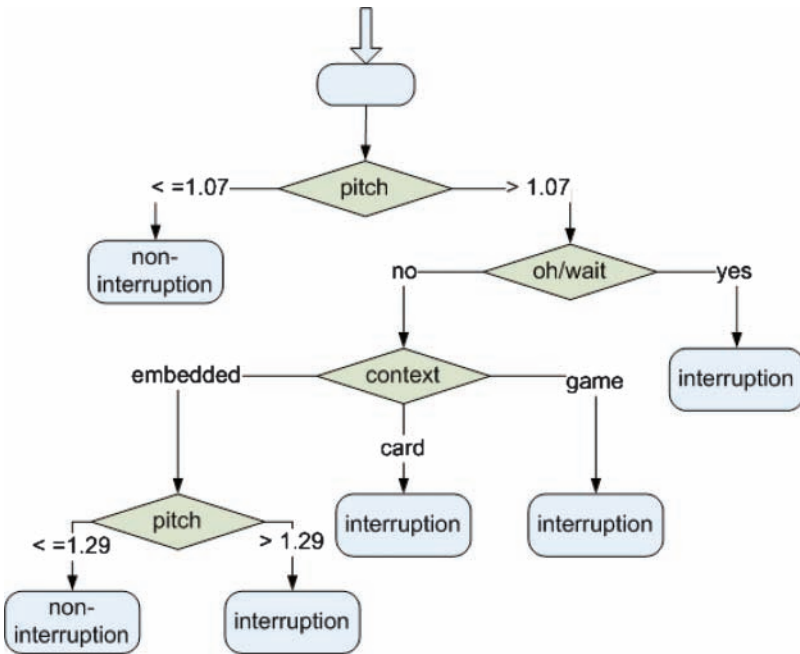 < =1.07
pitch
> 1.07
non-
interruption
no
oh/wait
yes
embedded
context
game
interruption
card
pitch
interruption
interruption
< =1.29
> 1.29
non-
interruption
interruption